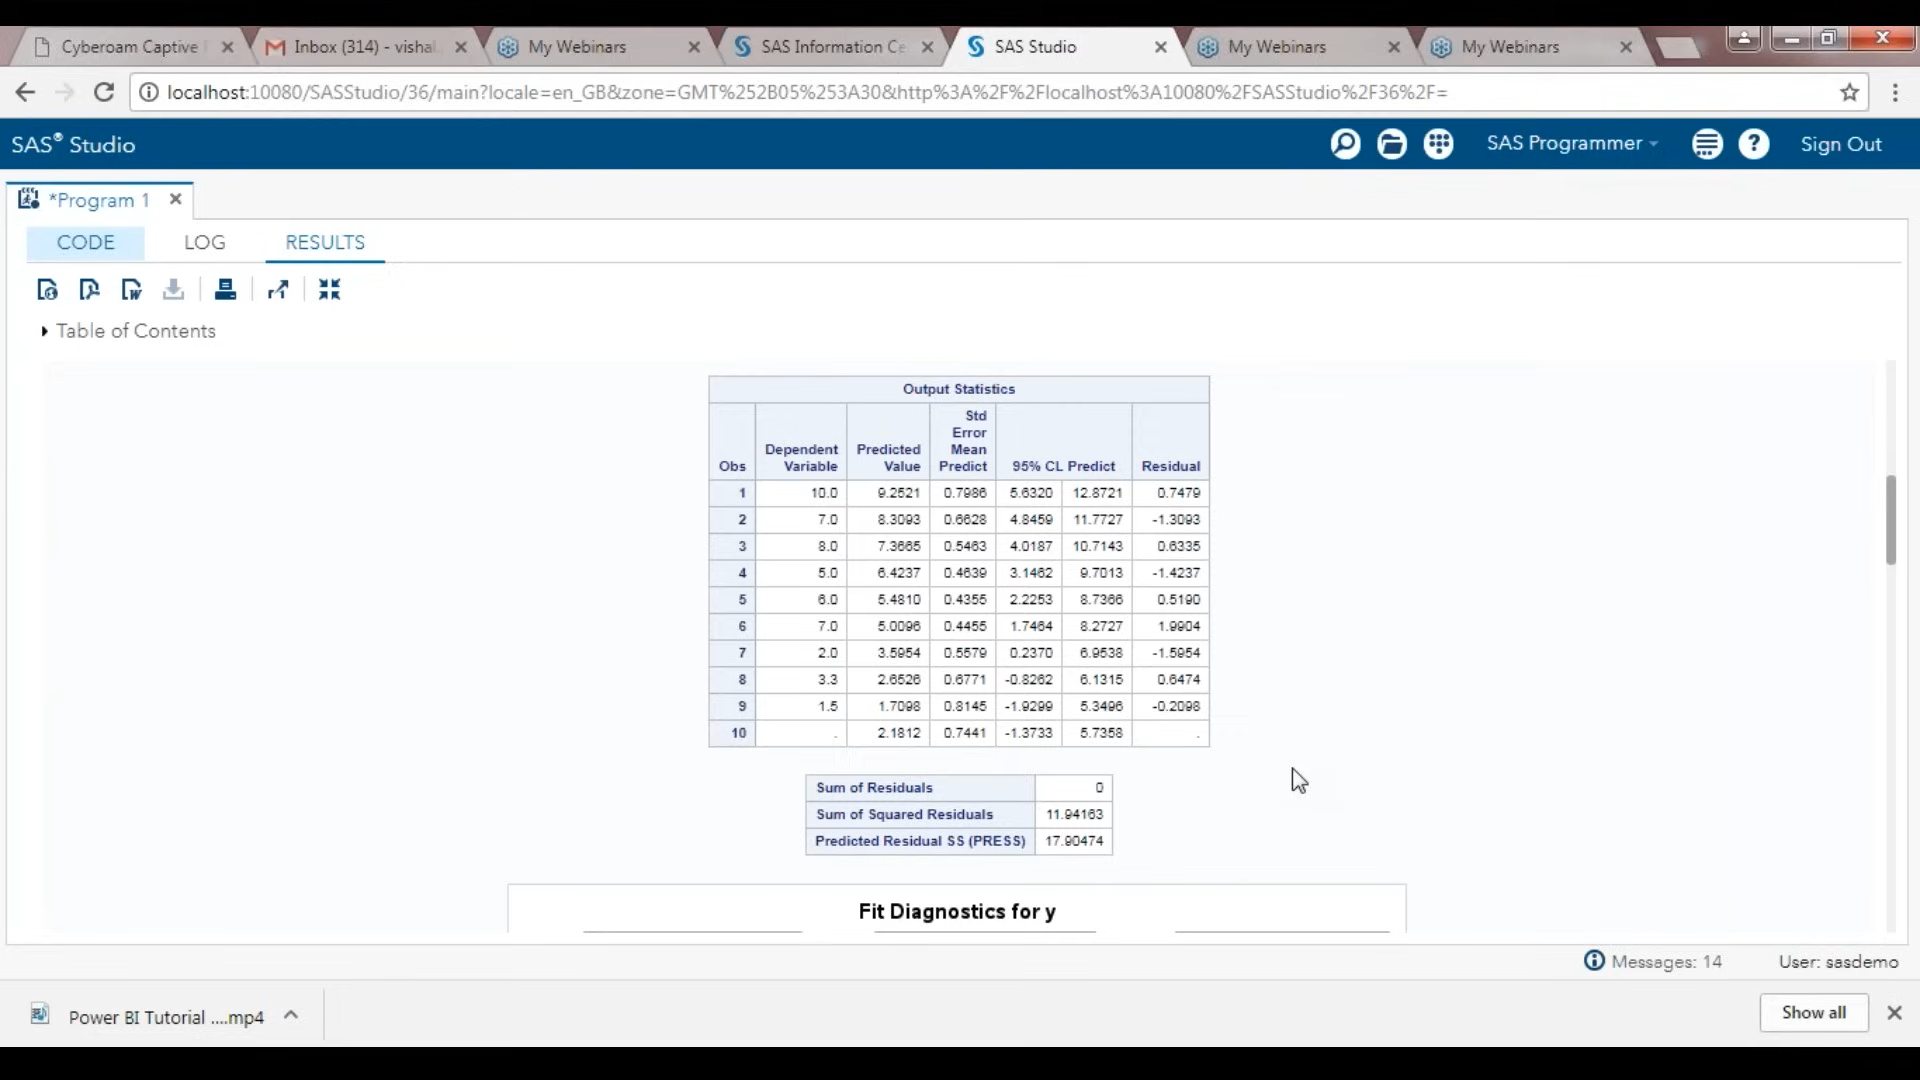 Cyberoam Captive
Inbox (314) - vishal
My Webinars
SAS Information Ce
SAS Studio
My Webinars
My Webinars
localhost:10080/SASStudio/36/main?locale=en_GB&zone=GMT%252B05%253A30&http%3A%2F%2Flocalhost%3A10080%2FSASStudio%2F36%2F=
SAS® Studio
SAS Programmer
Sign Out
*Program 1
CODE LOG RESULTS
Table of Contents
Output Statistics
Obs Dependent Variable Predicted Value Std Error Mean Predict 95% CL Predict Residual
1 10.0 9.2521 0.7986 5.6320 12.8721 0.7479
2 7.0 8.3093 0.6628 4.8459 11.7727 -1.3093
3 8.0 7.3665 0.5463 4.0187 10.7143 0.6335
4 5.0 6.4237 0.4639 3.1462 9.7013 -1.4237
5 6.0 5.4810 0.4355 2.2253 8.7366 0.5190
6 7.0 5.0096 0.4455 1.7464 8.2727 1.9904
7 2.0 3.5954 0.5579 0.2370 6.9538 -1.5954
8 3.3 2.6526 0.6771 -0.8262 6.1315 0.6474
9 1.5 1.7098 0.8145 -1.9299 5.3496 -0.2098
10 . 2.1812 0.7441 -1.3733 5.7358 .
Sum of Residuals 0
Sum of Squared Residuals 11.94163
Predicted Residual SS (PRESS) 17.90474
Fit Diagnostics for y
Messages: 14 User: sasdemo
Power BI Tutorial ....mp4
Show all